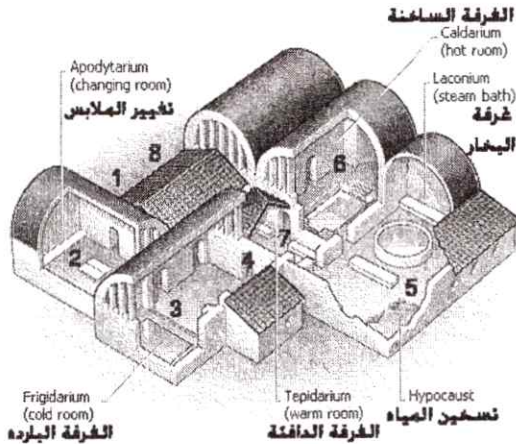 الغرفة الساخنة
Caldarium
(hot room)
Apodytarium
(changing room)
تغيير الملابس
Laconium
(steam bath)
غرفة
البخار
1
8
6
2
7
4
3
5
Frigidarium
(cold room)
الغرفة البارده
Tepidarium
(warm room)
الغرفة الدافئة
Hypocaust
تسخين المياه